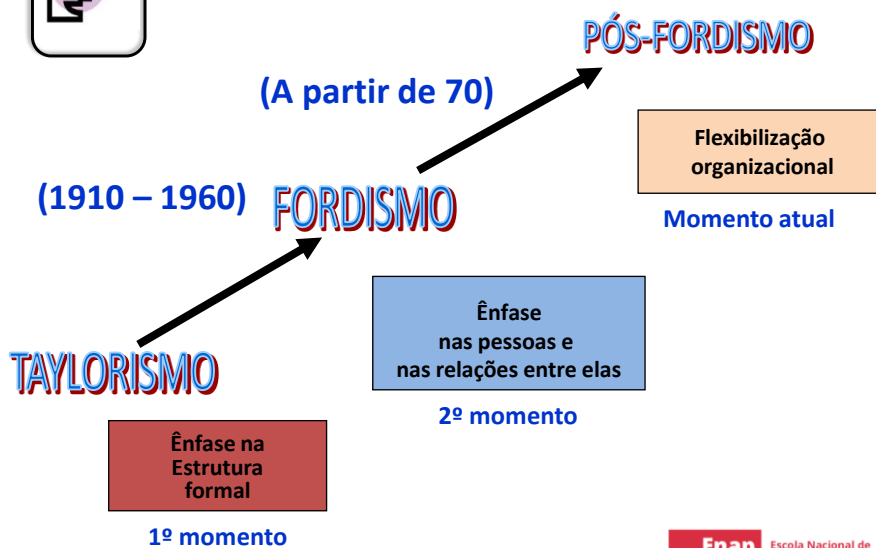 PÓS-FORDISMO
(A partir de 70)
Flexibilização
organizacional
Momento atual
(1910 – 1960)
FORDISMO
Ênfase
nas pessoas e
nas relações entre elas
2º momento
TAYLORISMO
Ênfase na
Estrutura
formal
1º momento
Enap
Escola Nacional de